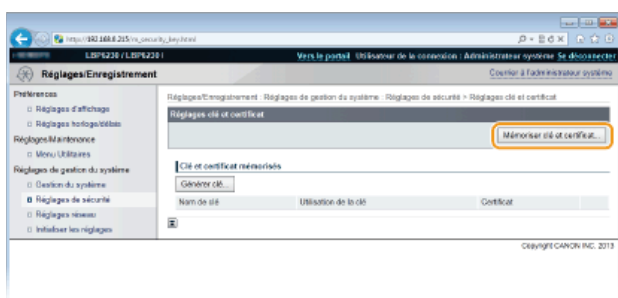 http://192.168.0.215/m_security_key.html
LBP6230 / LBP6230 l
Vers le portail Utilisateur de la connexion : Administrateur système Se déconnecter
Réglages/Enregistrement
Courrier à l'administrateur système
Préférences
Réglages/Enregistrement : Réglages de gestion du système : Réglages de sécurité > Réglages clé et certificat
Réglages d'affichage
Réglages clé et certificat
Réglages horloge/délais
Mémoriser clé et certificat...
Réglages/Maintenance
Menu Utilitaires
Clé et certificat mémorisés
Réglages de gestion du système
Générer clé...
Gestion du système
Réglages de sécurité
Nom de clé
Utilisation de la clé
Certificat
Réglages réseau
Initialiser les réglages
Copyright CANON INC. 2013